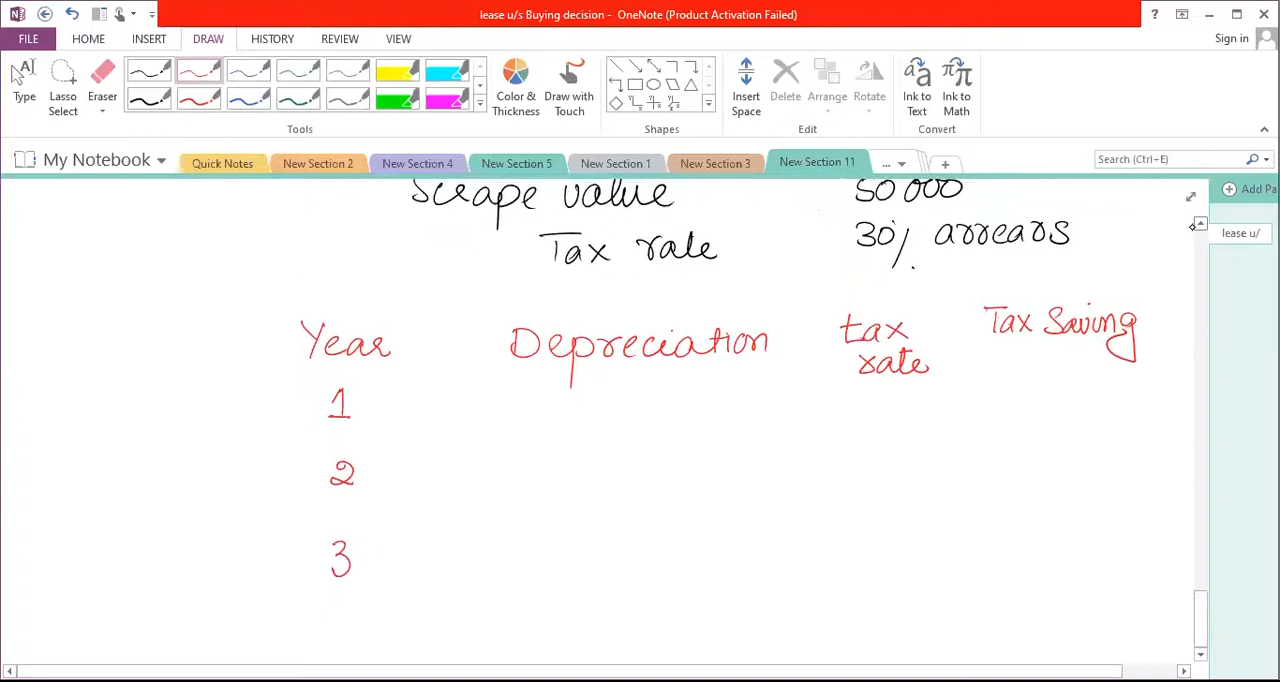 lease u/s Buying decision - OneNote (Product Activation Failed)
?
Sign in
FILE HOME INSERT DRAW HISTORY REVIEW VIEW
Type
Lasso Select
Eraser
Color & Thickness
Draw with Touch
Insert Space
Delete
Arrange
Rotate
Ink to Text
Ink to Math
Tools
Shapes
Edit
Convert
My Notebook
Quick Notes
New Section 2
New Section 4
New Section 5
New Section 1
New Section 3
New Section 11
...
Search (Ctrl+E)
Add Pa
lease u/
Scrape value 50 000
Tax rate 30% arrears
Year Depreciation tax rate Tax Saving
1
2
3